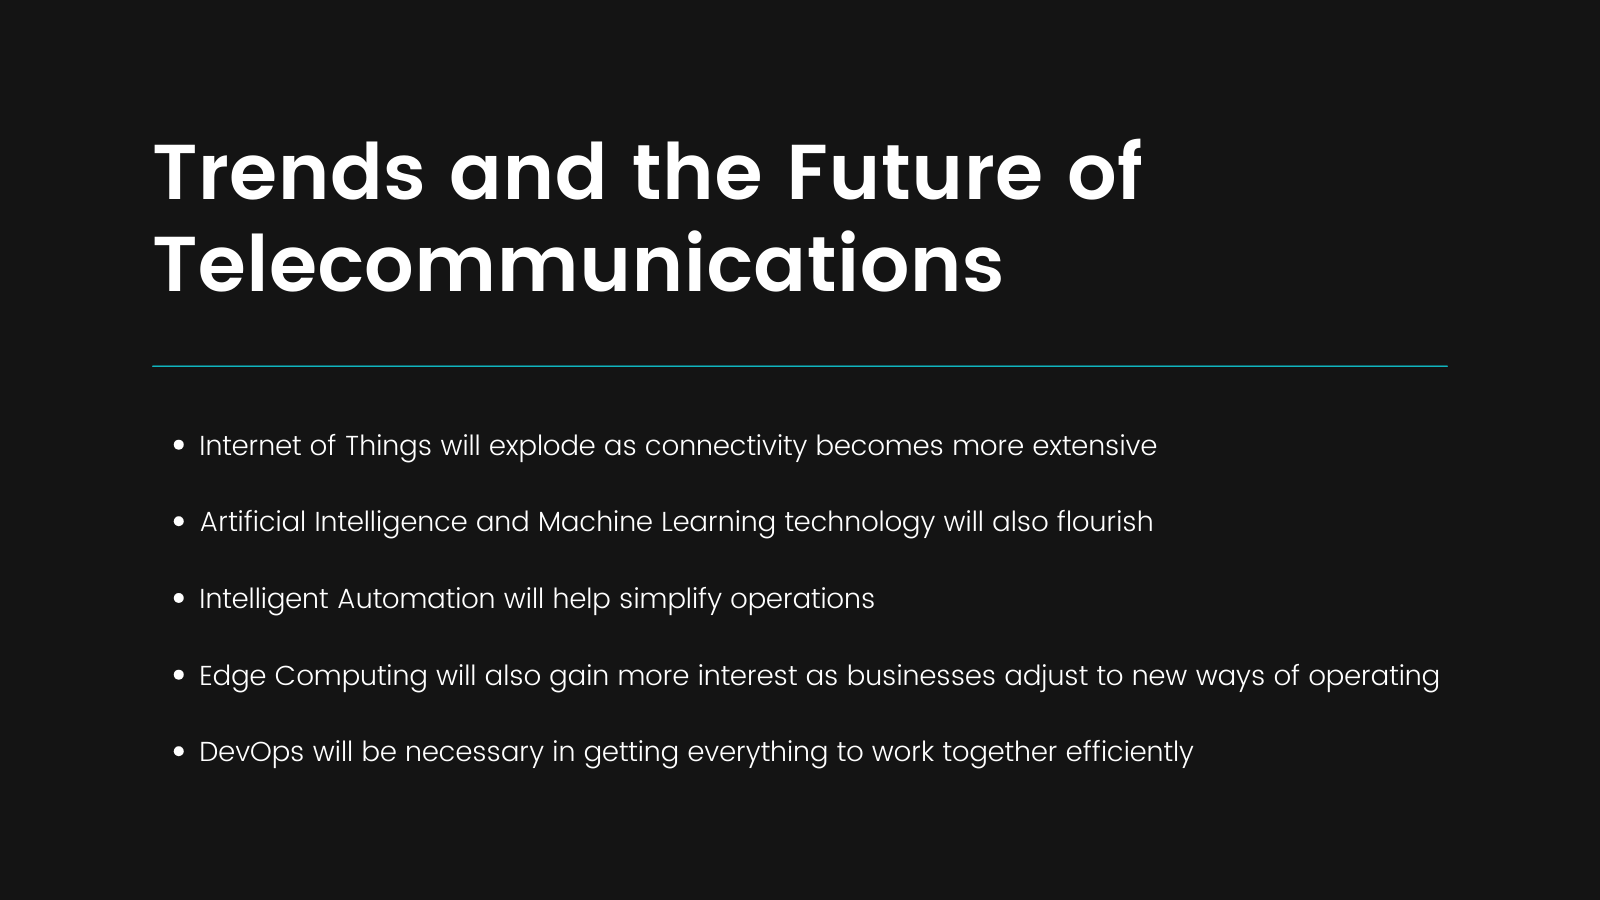 Trends and the Future of
Telecommunications
• Internet of Things will explode as connectivity becomes more extensive
• Artificial Intelligence and Machine Learning technology will also flourish
• Intelligent Automation will help simplify operations
• Edge Computing will also gain more interest as businesses adjust to new ways of operating
• DevOps will be necessary in getting everything to work together efficiently